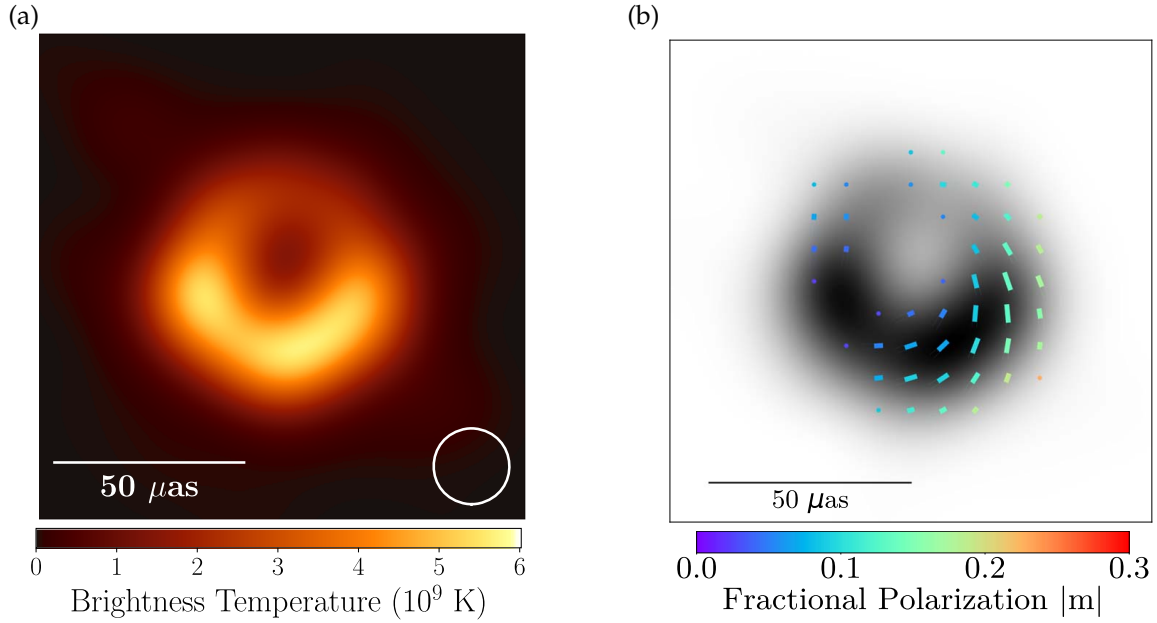 (a)
50 μas
0 1 2 3 4 5 6
Brightness Temperature (10⁹ K)
(b)
50 μas
0.0 0.1 0.2 0.3
Fractional Polarization |m|